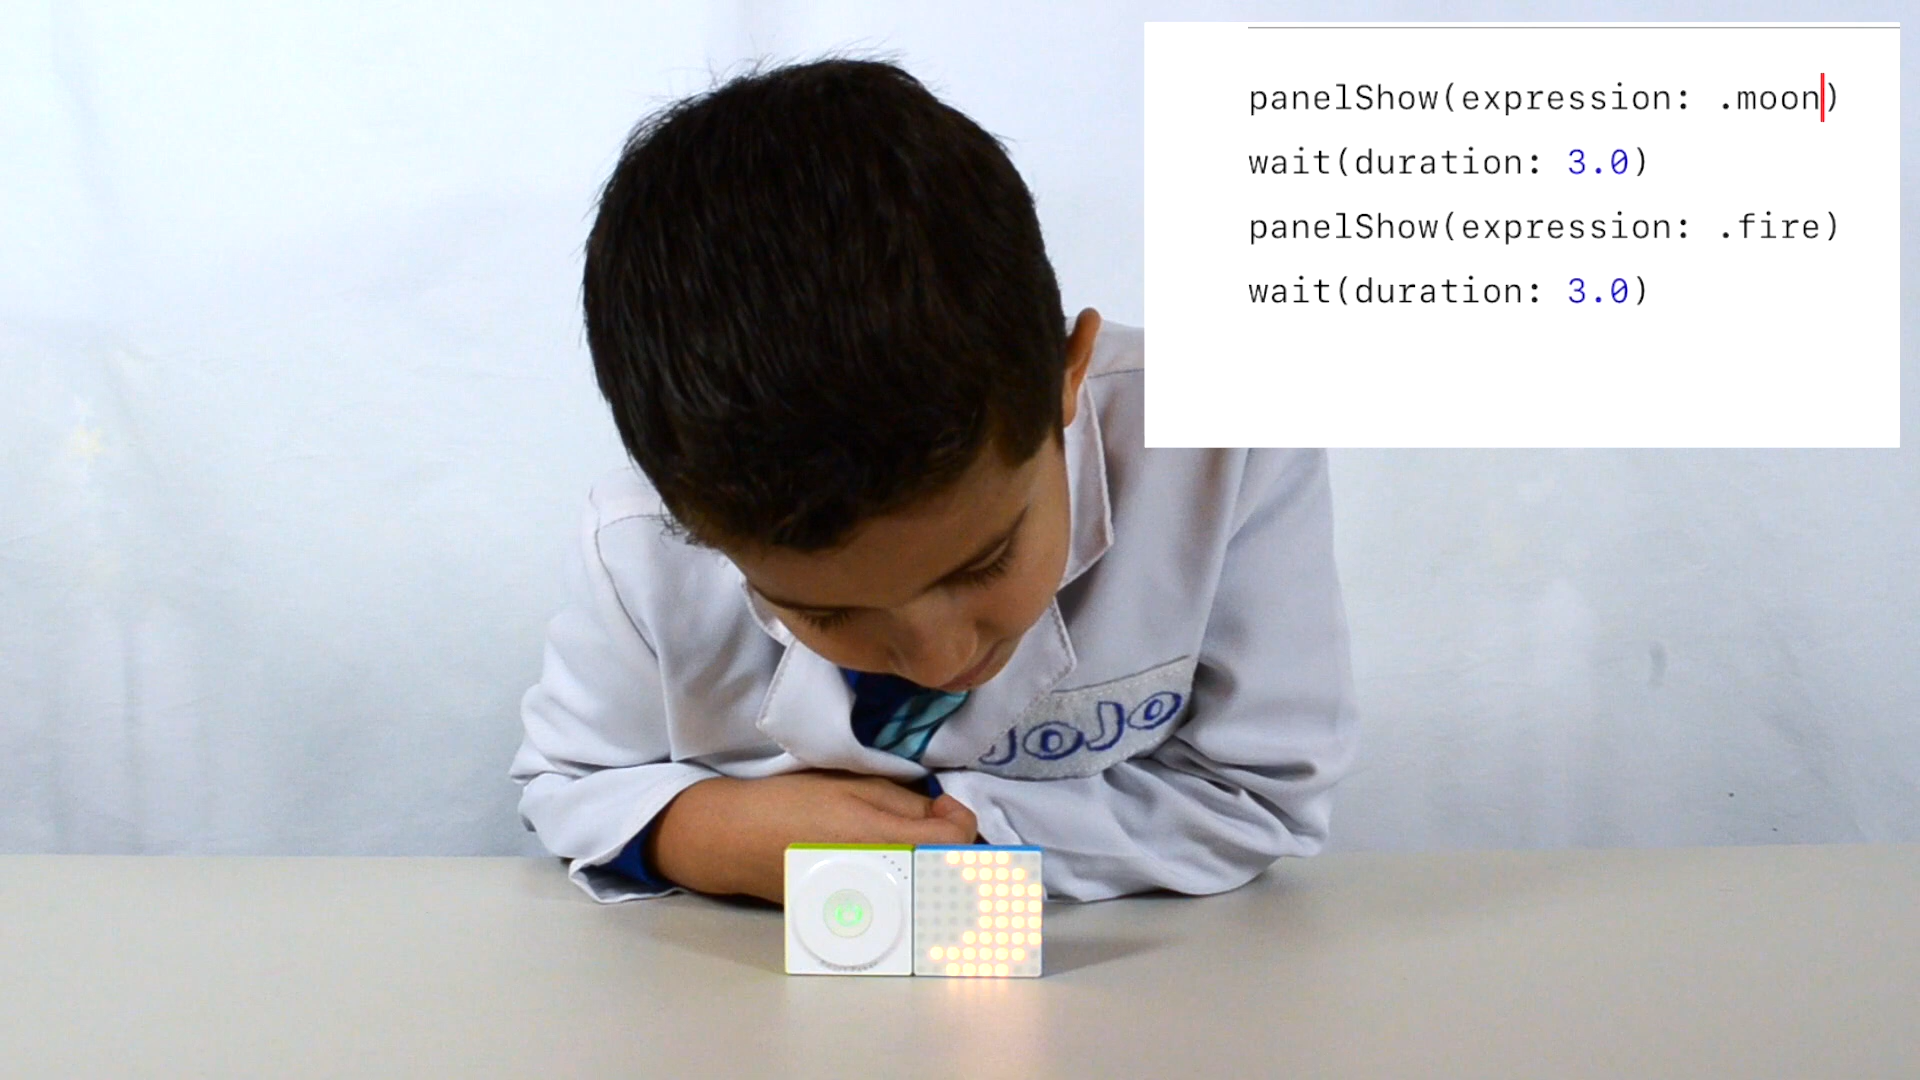 panelShow(expression: .moon)
wait(duration: 3.0)
panelShow(expression: .fire)
wait(duration: 3.0)
JOJO